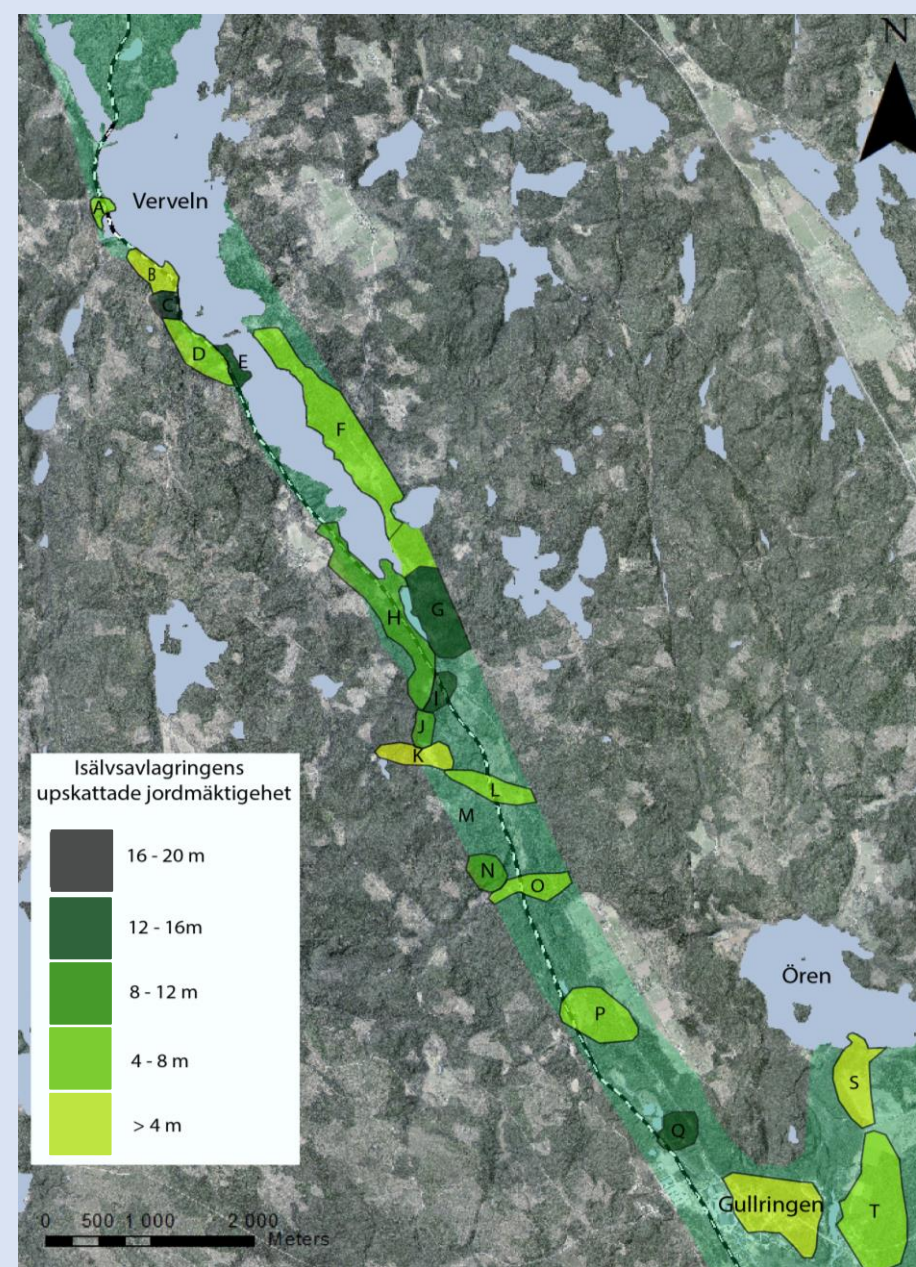 N
Verveln
A
B
C
D
E
F
G
H
I
J
K
L
M
N
O
P
Q
Ören
S
T
Gullringen
Isälvsavlagringens
upskattade jordmäktigehet
16 - 20 m
12 - 16m
8 - 12 m
4 - 8 m
> 4 m
0 500 1 000 2 000
Meters